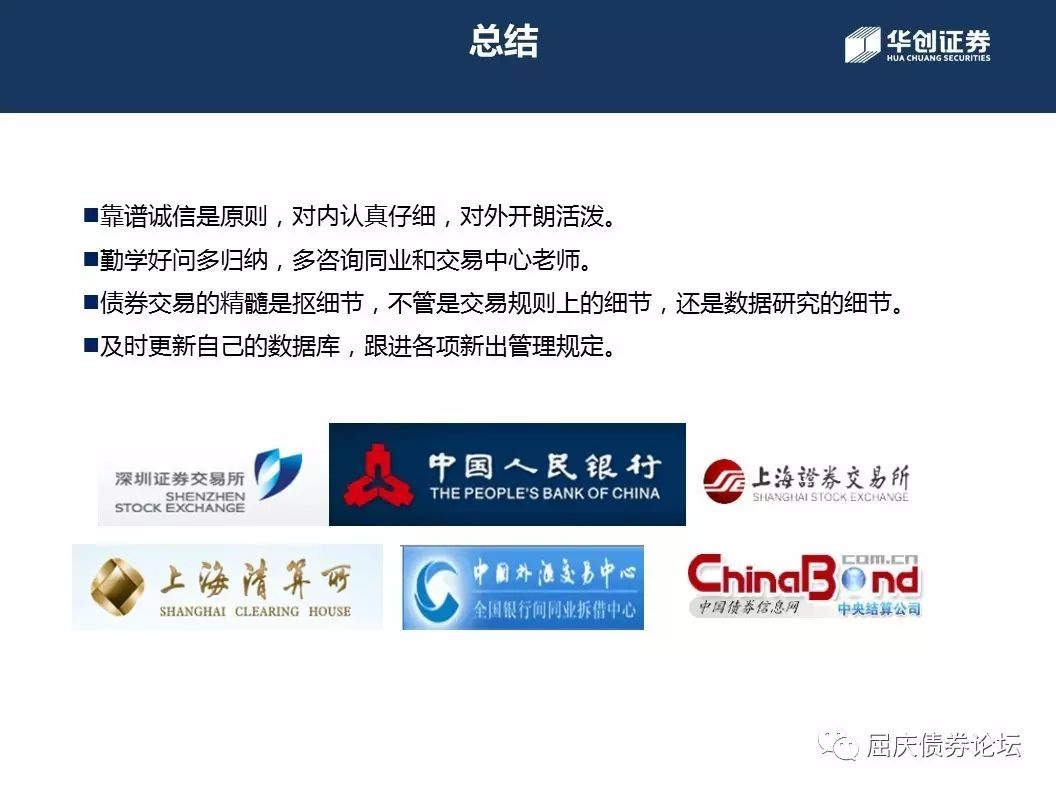 总结
华创证券
HUA CHUANG SECURITIES
■靠谱诚信是原则，对内认真仔细，对外开朗活泼。
■勤学好问多归纳，多咨询同业和交易中心老师。
■债券交易的精髓是抠细节，不管是交易规则上的细节，还是数据研究的细节。
■及时更新自己的数据库，跟进各项新出管理规定。
深圳证券交易所
SHENZHEN
STOCK EXCHANGE
中国人民银行
THE PEOPLE'S BANK OF CHINA
上海證券交易所
SHANGHAI STOCK EXCHANGE
上海清算所
SHANGHAI CLEARING HOUSE
中国外汇交易中心
全国银行间同业拆借中心
com.cn
ChinaBond
中国债券信息网
中央结算公司
屈庆债券论坛